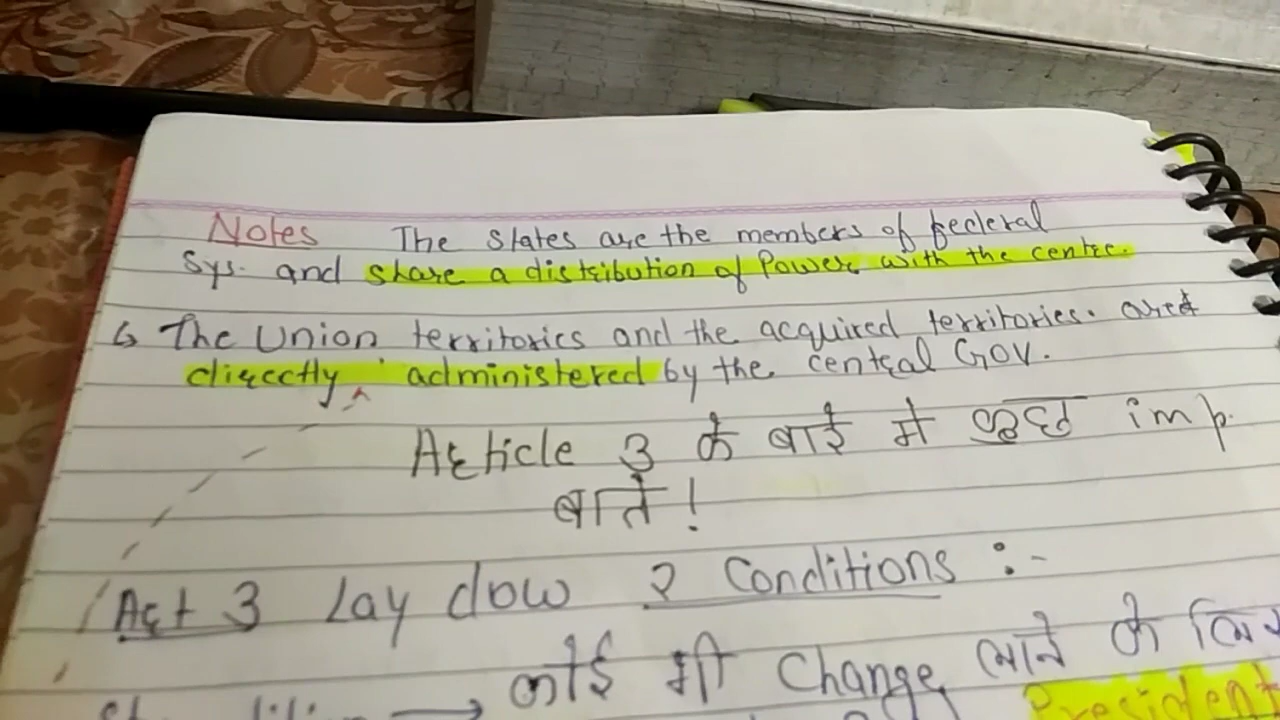 Notes The States are the members of fecleral
Sys. and share a distribution of Power with the centre.
↳ The Union territories and the acquired territories. are
directly administered by the central Gov.
Article 3 के बारे मे कुछ imp.
बाते!
Art 3 Lay dow 2 Conditions :-
कोई भी Change लाने के लिए
President